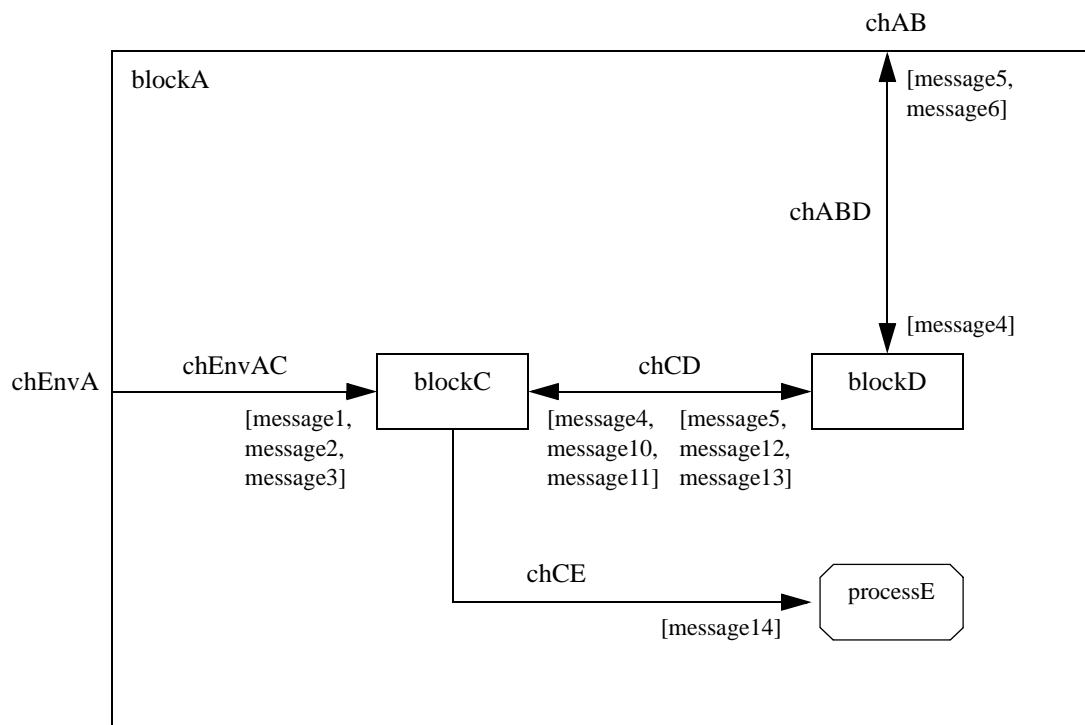 chAB
blockA
[message5,
message6]
chABD
[message4]
chEnvA
chEnvAC
blockC
chCD
blockD
[message1,
message2,
message3]
[message4,
message10,
message11]
[message5,
message12,
message13]
chCE
processE
[message14]